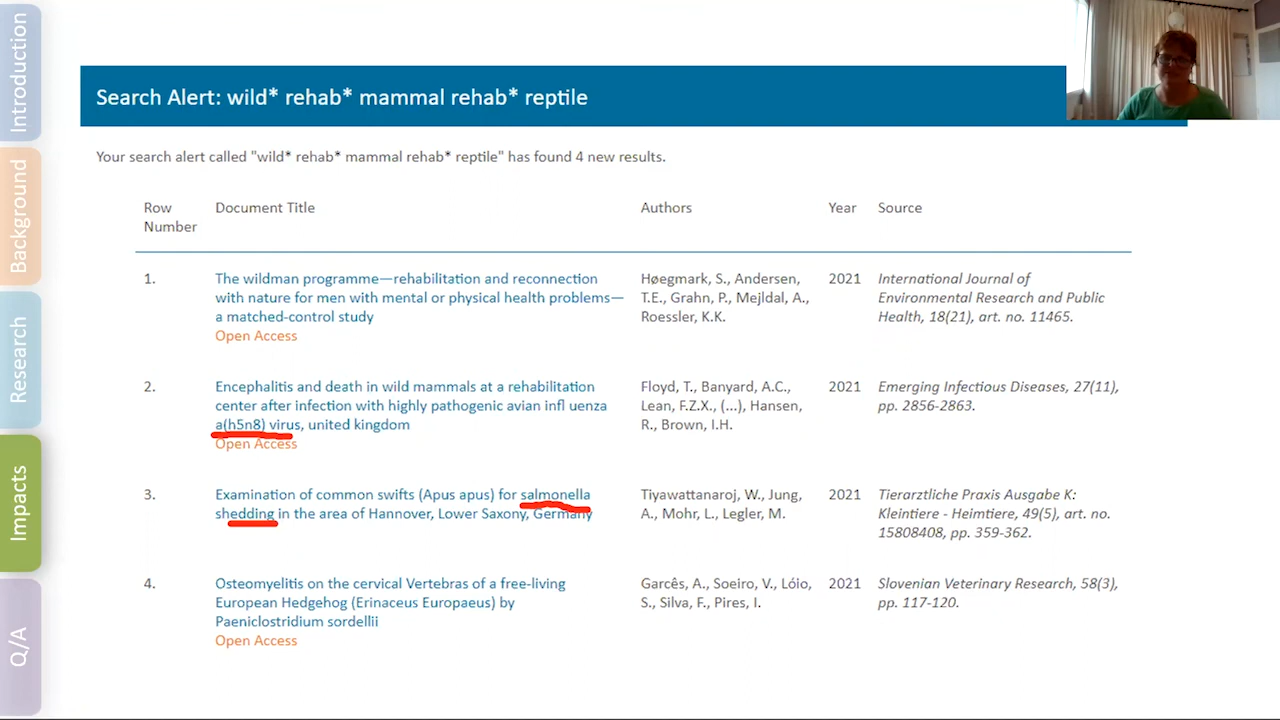 Introduction
Background
Research
Impacts
Q/A
Search Alert: wild* rehab* mammal rehab* reptile
Your search alert called "wild* rehab* mammal rehab* reptile" has found 4 new results.
Row Number Document Title Authors Year Source
1. The wildman programme—rehabilitation and reconnection
with nature for men with mental or physical health problems—
a matched-control study
Open Access
Høegmark, S., Andersen,
T.E., Grahn, P., Mejldal, A.,
Roessler, K.K.
2021
International Journal of
Environmental Research and Public
Health, 18(21), art. no. 11465.
2. Encephalitis and death in wild mammals at a rehabilitation
center after infection with highly pathogenic avian infl uenza
a(h5n8) virus, united kingdom
Open Access
Floyd, T., Banyard, A.C.,
Lean, F.Z.X., (...), Hansen,
R., Brown, I.H.
2021
Emerging Infectious Diseases, 27(11),
pp. 2856-2863.
3. Examination of common swifts (Apus apus) for salmonella
shedding in the area of Hannover, Lower Saxony, Germany
Tiyawattanaroj, W., Jung,
A., Mohr, L., Legler, M.
2021
Tierarztliche Praxis Ausgabe K:
Kleintiere - Heimtiere, 49(5), art. no.
15808408, pp. 359-362.
4. Osteomyelitis on the cervical Vertebras of a free-living
European Hedgehog (Erinaceus Europaeus) by
Paeniclostridium sordellii
Open Access
Garcês, A., Soeiro, V., Lóio,
S., Silva, F., Pires, I.
2021
Slovenian Veterinary Research, 58(3),
pp. 117-120.